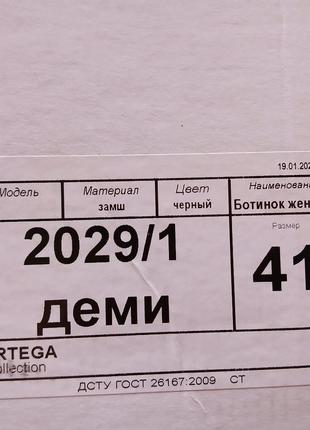 19.01.202
Модель Материал Цвет Наименовани
замш черный Ботинок жен
2029/1
деми
Размер
41
RTEGA
ollection
ДСТУ ГОСТ 26167:2009 СТ